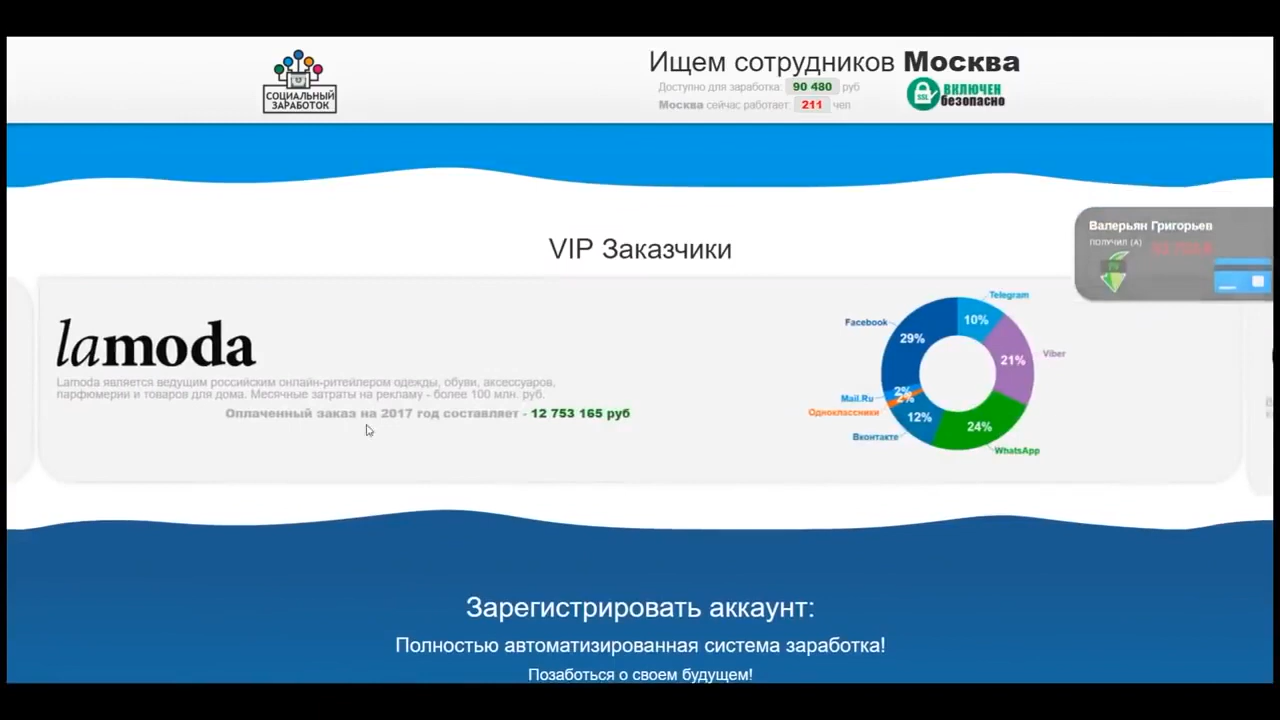 СОЦИАЛЬНЫЙ
ЗАРАБОТОК
Ищем сотрудников Москва
Доступно для заработка: 90 480 руб
Москва сейчас работает: 211 чел
SSL
ВКЛЮЧЕН
безопасно
VIP Заказчики
Валерьян Григорьев
ПОЛУЧИЛ (А)
lamoda
Lamoda является ведущим российским онлайн-ритейлером одежды, обуви, аксессуаров,
парфюмерии и товаров для дома. Месячные затраты на рекламу - более 100 млн. руб.
Оплаченный заказ на 2017 год составляет - 12 753 165 руб
Telegram
10%
Facebook
29%
Viber
21%
Mail.Ru
2%
Одноклассники
2%
Вконтакте
12%
WhatsApp
24%
Зарегистрировать аккаунт:
Полностью автоматизированная система заработка!
Позаботься о своем будущем!